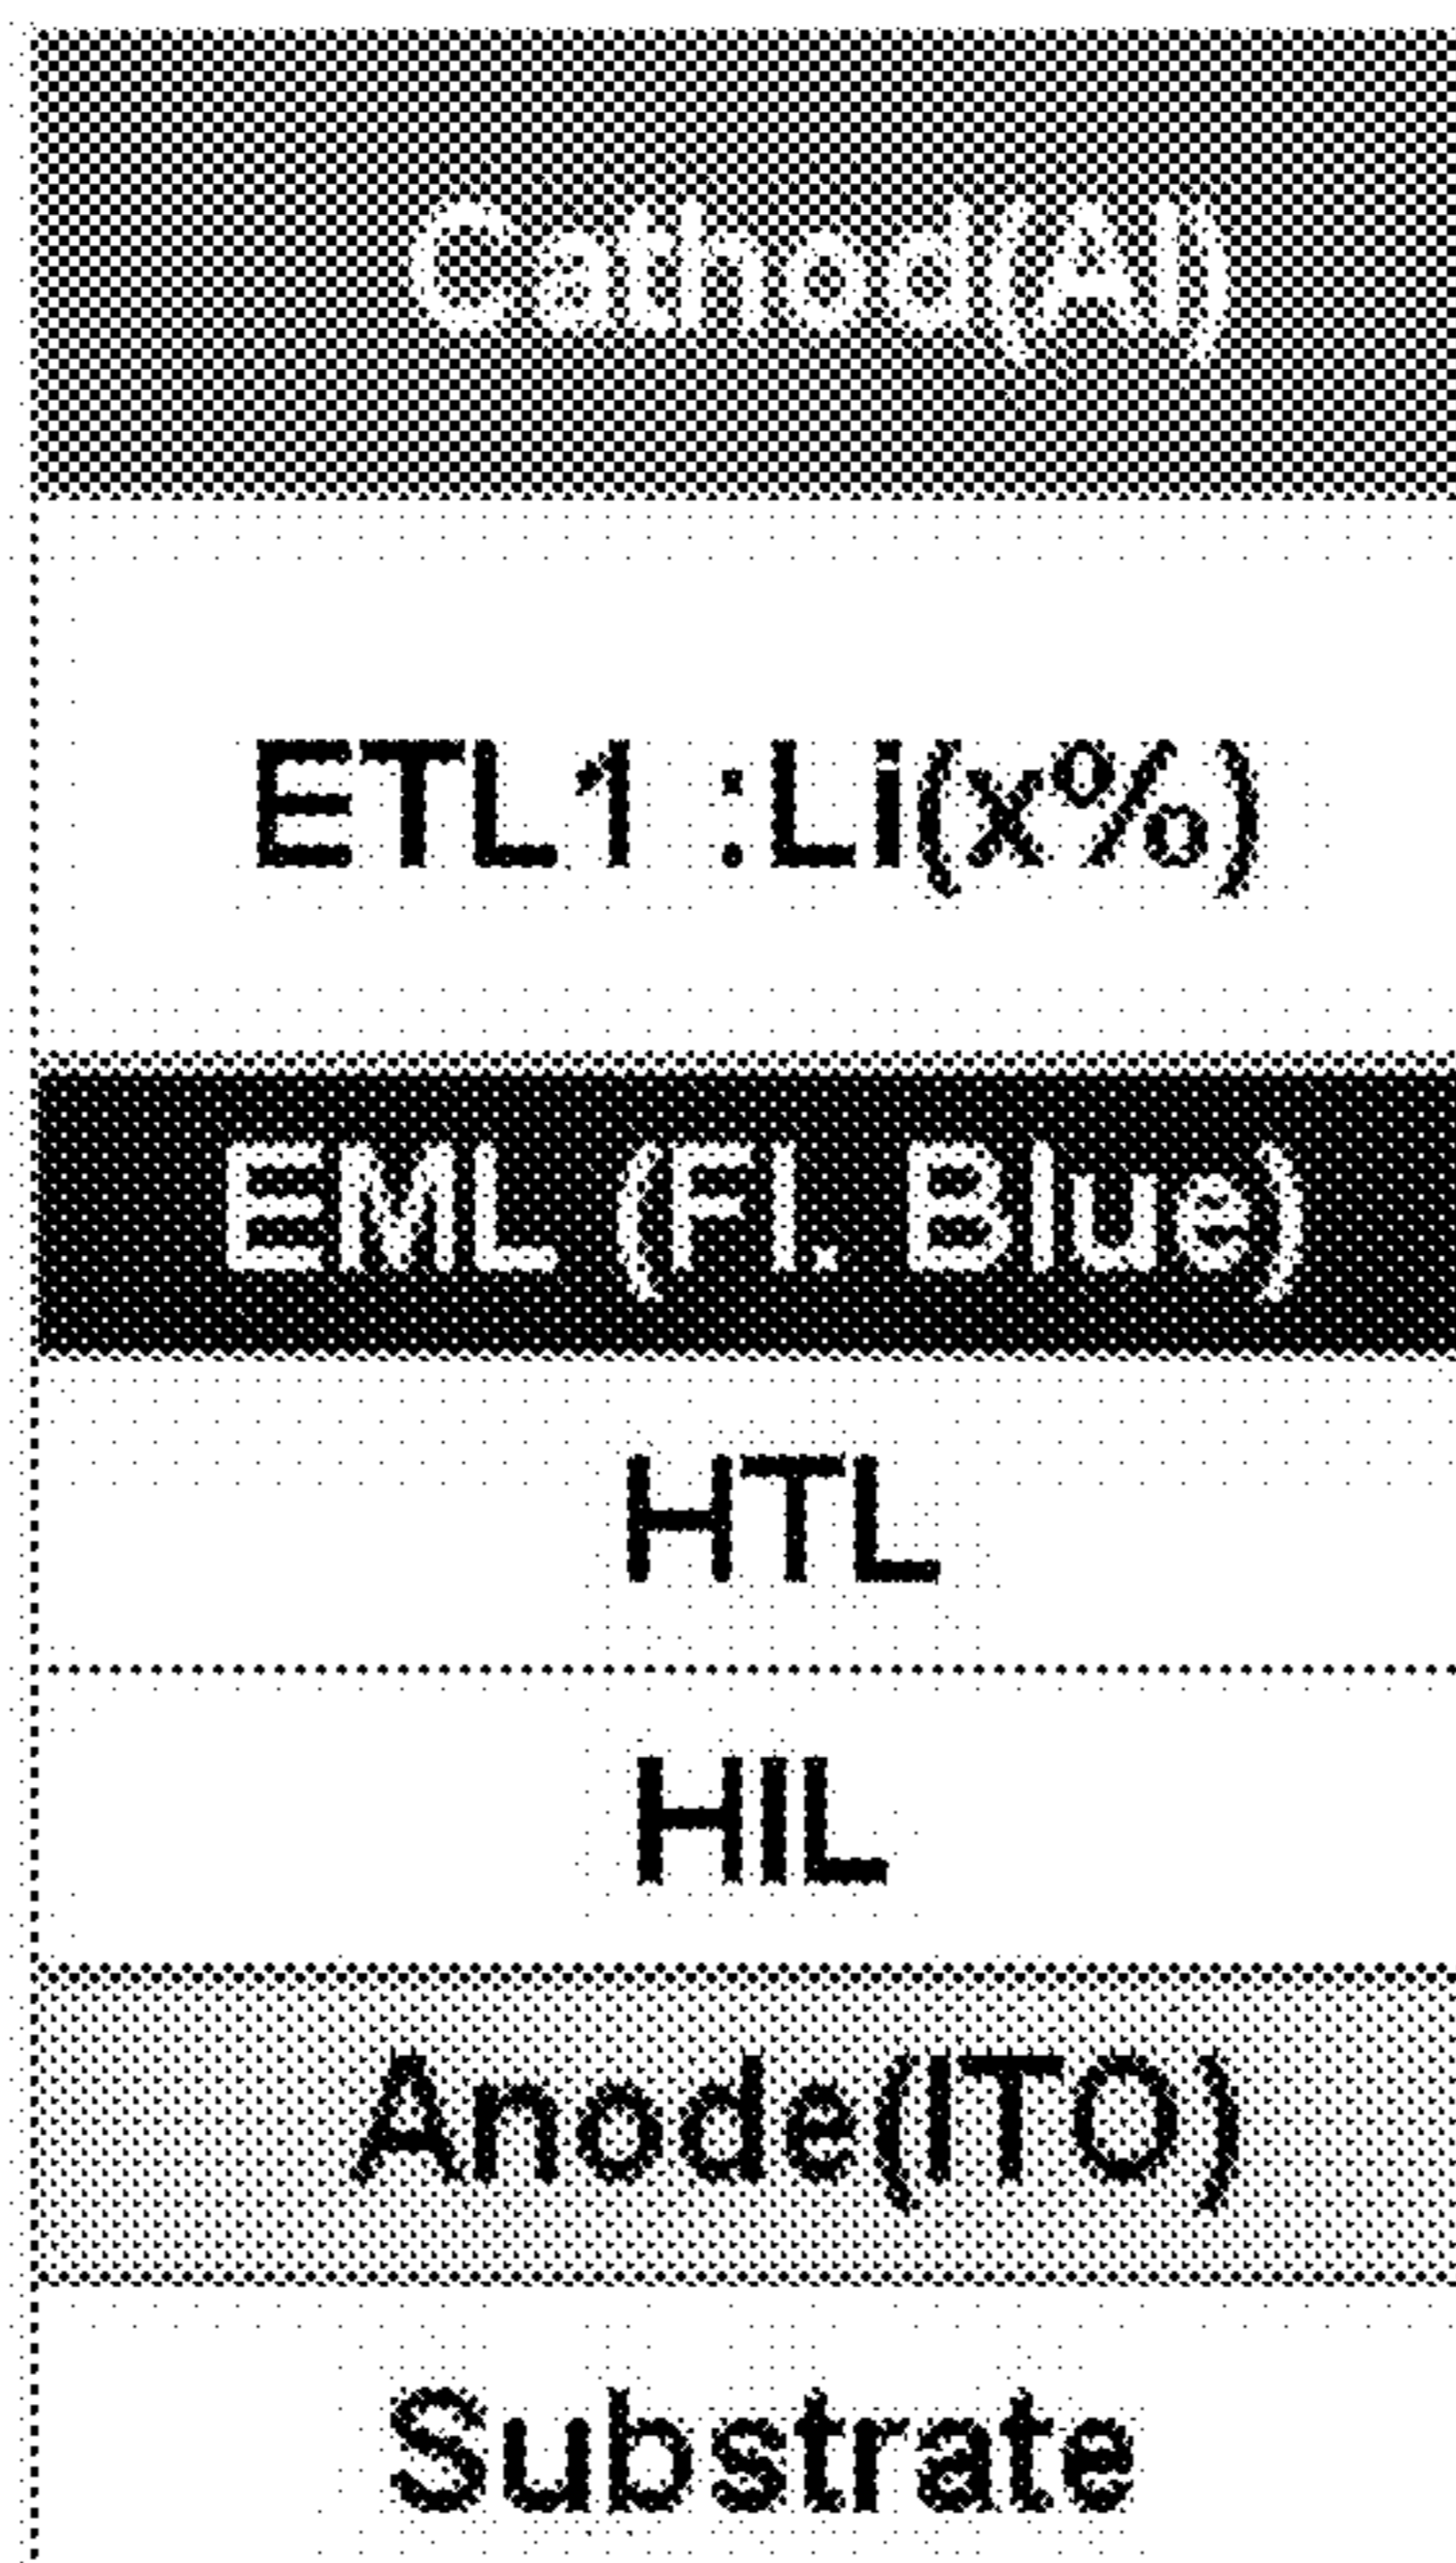 Cathod(Al)
ETL1 :Li(x%)
EML (Fl. Blue)
HTL
HIL
Anode(ITO)
Substrate